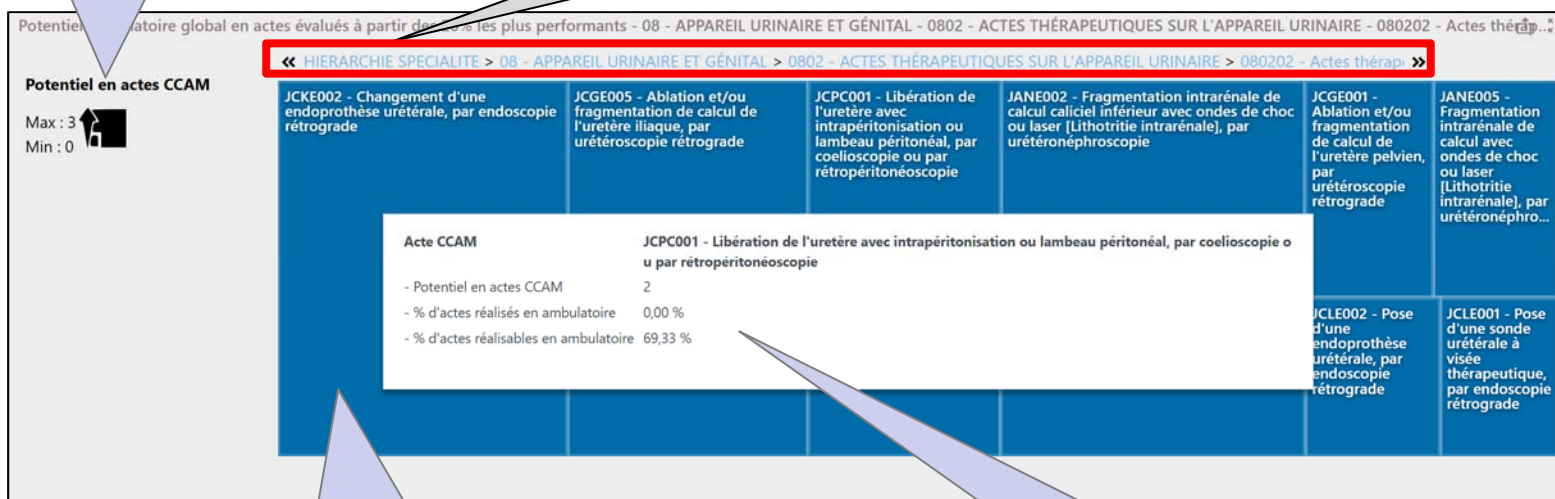 Potentiel atoire global en actes évalués à partir des les plus performants - 08 - APPAREIL URINAIRE ET GÉNITAL - 0802 - ACTES THÉRAPEUTIQUES SUR L'APPAREIL URINAIRE - 080202 - Actes
« HIERARCHIE SPECIALITE > 08 - APPAREIL URINAIRE ET GÉNITAL > 0802 - ACTES THÉRAPEUTIQUES SUR L'APPAREIL URINAIRE > 080202 - Actes thérap »
Potentiel en actes CCAM
Max : 3
Min : 0
JCKE002 - Changement d'une
endoprothèse urétérale, par endoscopie
rétrograde
JCGE005 - Ablation et/ou
fragmentation de calcul de
l'uretère iliaque, par
urétéroscopie rétrograde
JCPC001 - Libération de
l'uretère avec
intrapéritonisation ou
lambeau péritonéal, par
coelioscopie ou par
rétropéritonéoscopie
JANE002 - Fragmentation intrarénale de
calcul caliciel inférieur avec ondes de choc
ou laser [Lithotritie intrarénale], par
urétéronéphroscopie
JCGE001 -
Ablation et/ou
fragmentation
de calcul de
l'uretère pelvien,
par
urétéroscopie
rétrograde
JANE005 -
Fragmentation
intrarénale de
calcul avec
ondes de choc
ou laser
[Lithotritie
intrarénale], par
urétéronéphro...
Acte CCAM
JCPC001 - Libération de l'uretère avec intrapéritonisation ou lambeau péritonéal, par coelioscopie o
u par rétropéritonéoscopie
- Potentiel en actes CCAM 2
- % d'actes réalisés en ambulatoire 0,00 %
- % d'actes réalisables en ambulatoire 69,33 %
JCLE002 - Pose
d'une
endoprothèse
urétérale, par
endoscopie
rétrograde
JCLE001 - Pose
d'une sonde
urétérale à
visée
thérapeutique,
par endoscopie
rétrograde